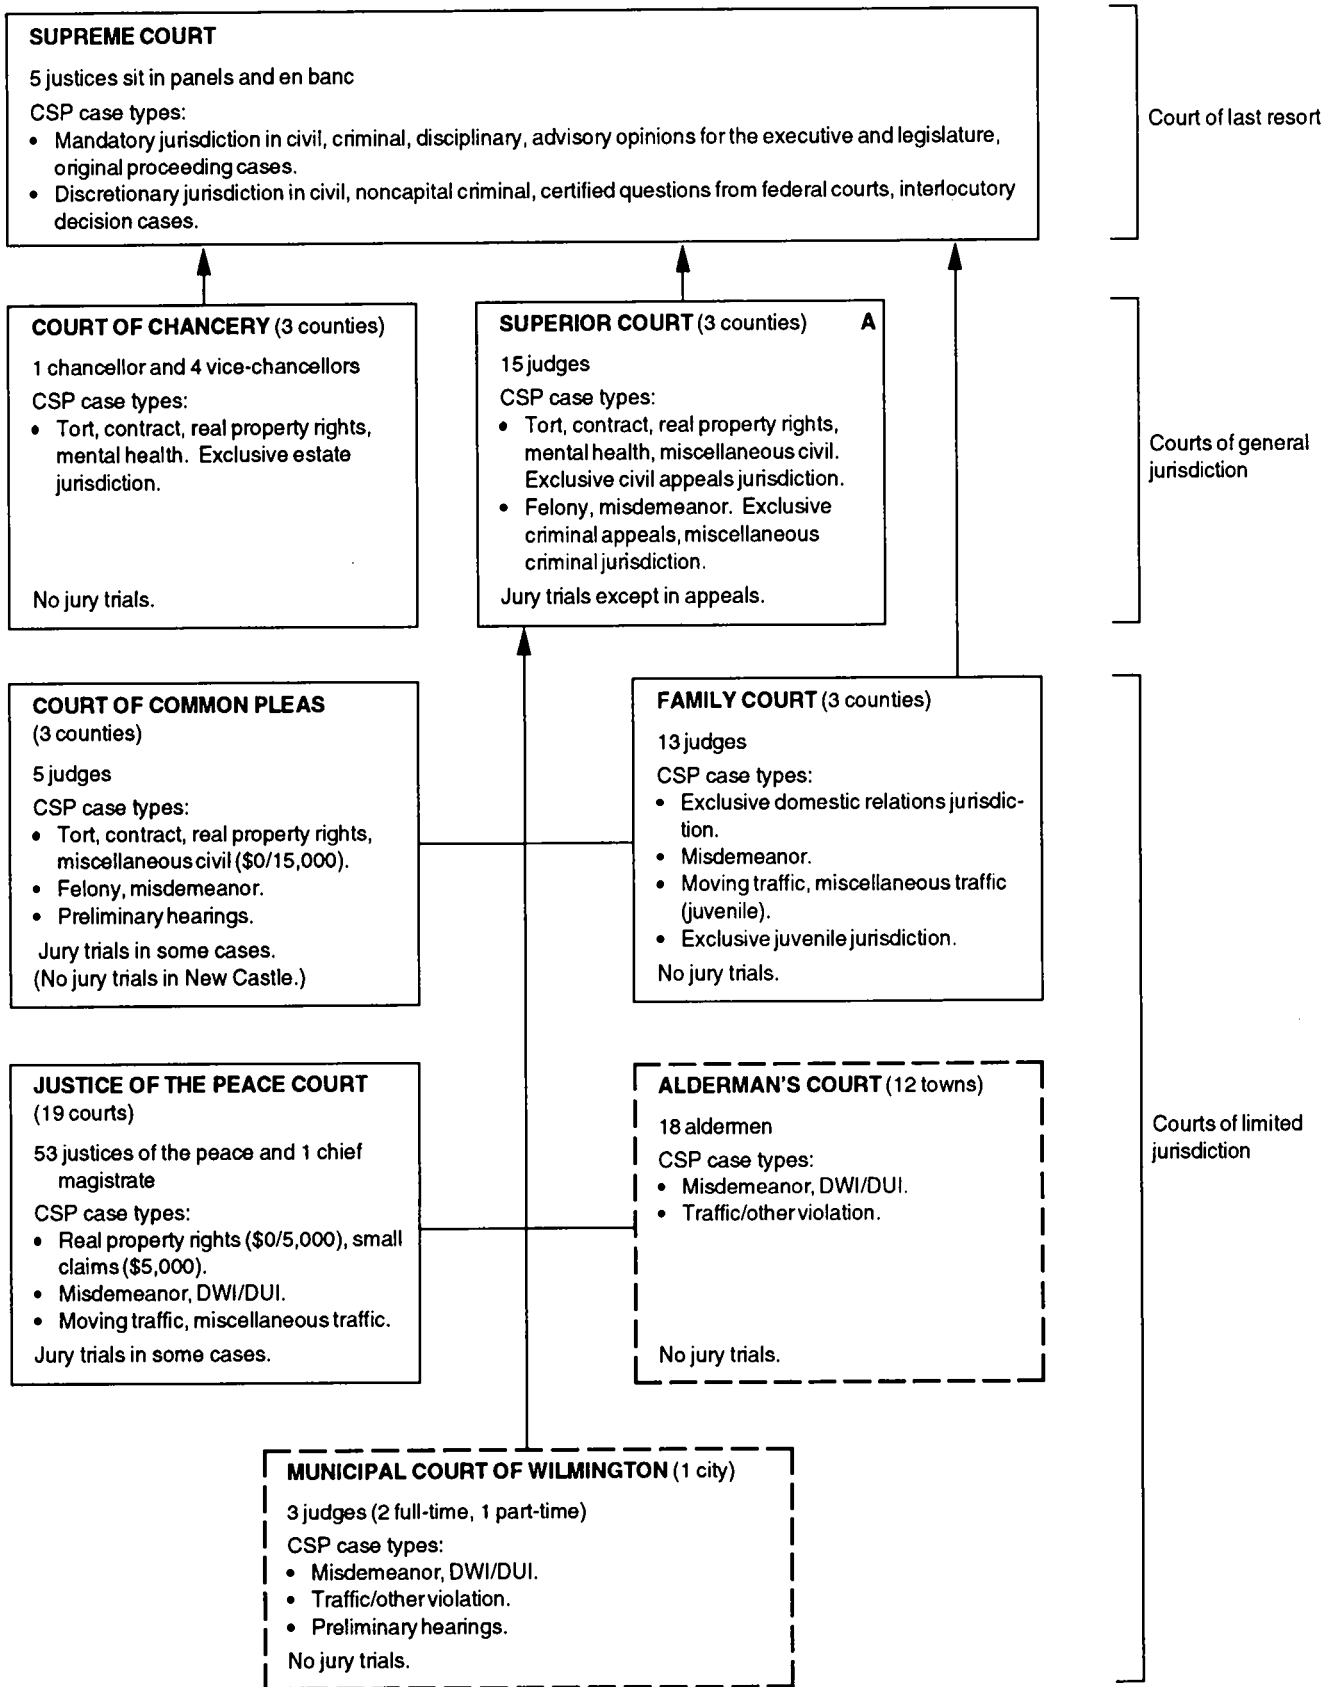 SUPREME COURT
5 justices sit in panels and en banc
CSP case types:
• Mandatory jurisdiction in civil, criminal, disciplinary, advisory opinions for the executive and legislature,
original proceeding cases.
• Discretionary jurisdiction in civil, noncapital criminal, certified questions from federal courts, interlocutory
decision cases.
Court of last resort
COURT OF CHANCERY (3 counties)
1 chancellor and 4 vice-chancellors
CSP case types:
• Tort, contract, real property rights,
mental health. Exclusive estate
jurisdiction.
No jury trials.
SUPERIOR COURT (3 counties) A
15 judges
CSP case types:
• Tort, contract, real property rights,
mental health, miscellaneous civil.
Exclusive civil appeals jurisdiction.
• Felony, misdemeanor. Exclusive
criminal appeals, miscellaneous
criminal jurisdiction.
Jury trials except in appeals.
Courts of general
jurisdiction
COURT OF COMMON PLEAS
(3 counties)
5 judges
CSP case types:
• Tort, contract, real property rights,
miscellaneous civil ($0/15,000).
• Felony, misdemeanor.
• Preliminary hearings.
Jury trials in some cases.
(No jury trials in New Castle.)
FAMILY COURT (3 counties)
13 judges
CSP case types:
• Exclusive domestic relations jurisdic-
tion.
• Misdemeanor.
• Moving traffic, miscellaneous traffic
(juvenile).
• Exclusive juvenile jurisdiction.
No jury trials.
JUSTICE OF THE PEACE COURT
(19 courts)
53 justices of the peace and 1 chief
magistrate
CSP case types:
• Real property rights ($0/5,000), small
claims ($5,000).
• Misdemeanor, DWI/DUI.
• Moving traffic, miscellaneous traffic.
Jury trials in some cases.
ALDERMAN'S COURT (12 towns)
18 aldermen
CSP case types:
• Misdemeanor, DWI/DUI.
• Traffic/other violation.
No jury trials.
Courts of limited
jurisdiction
MUNICIPAL COURT OF WILMINGTON (1 city)
3 judges (2 full-time, 1 part-time)
CSP case types:
• Misdemeanor, DWI/DUI.
• Traffic/other violation.
• Preliminary hearings.
No jury trials.